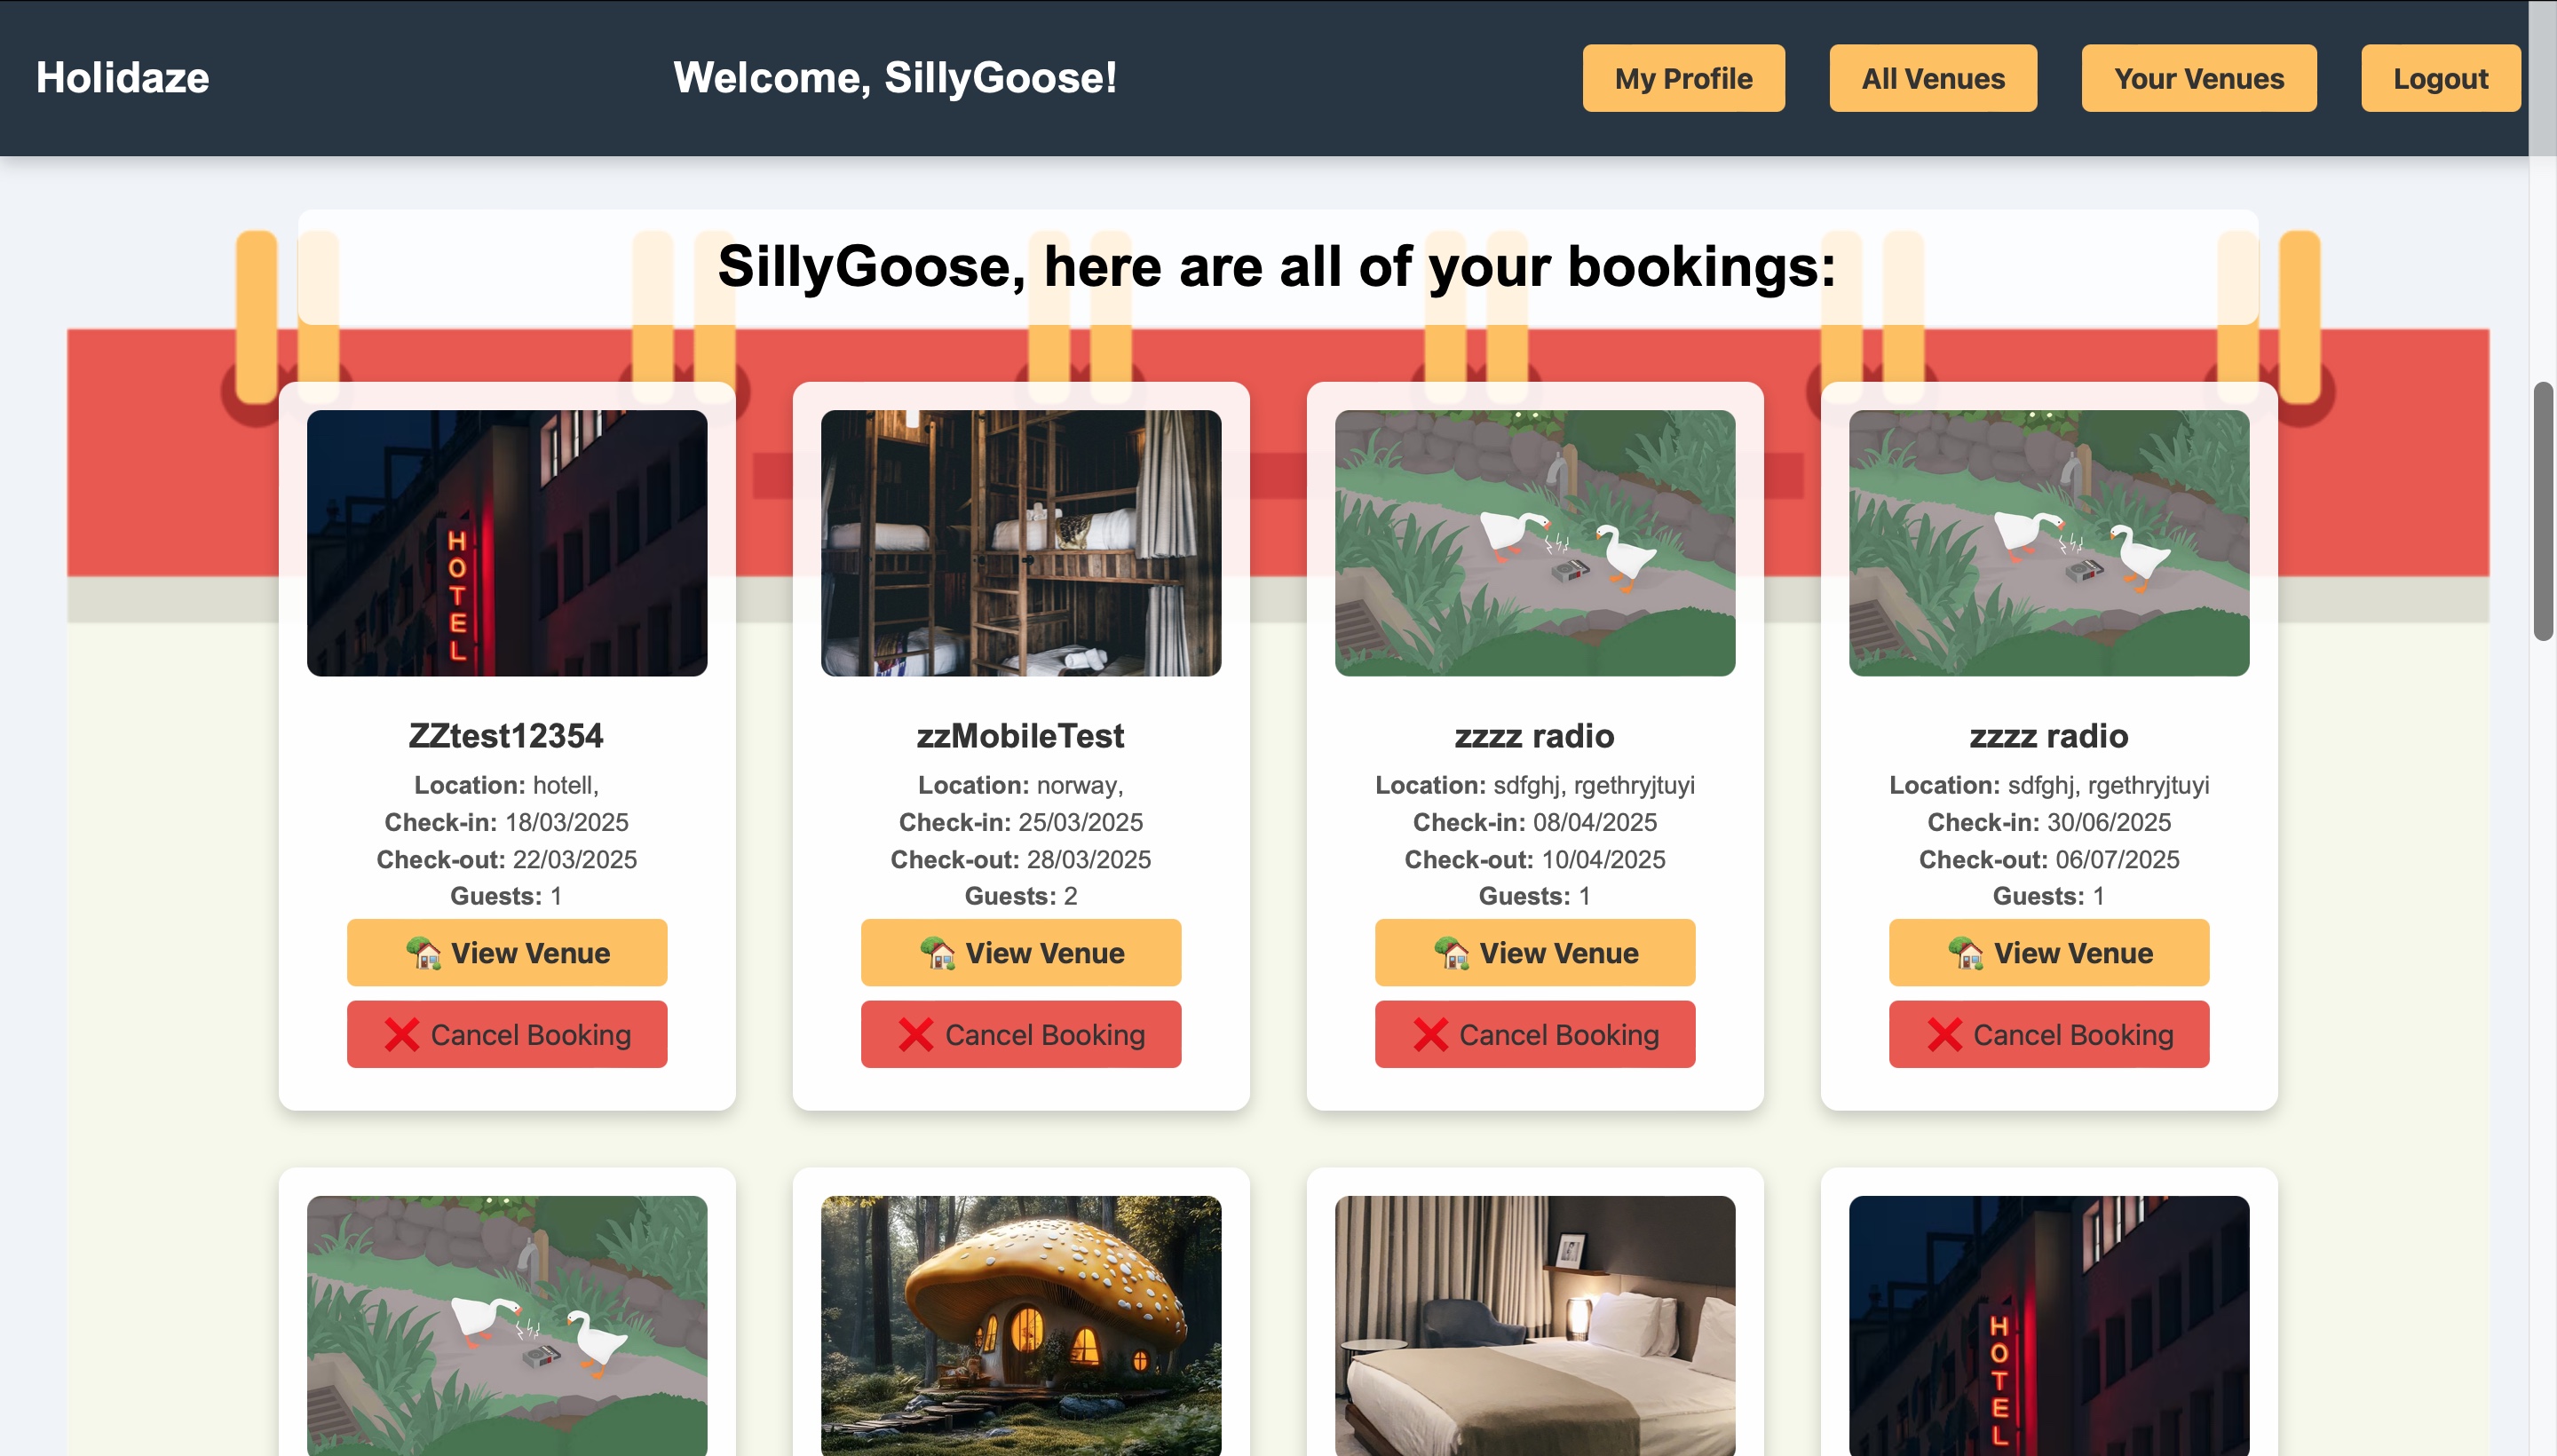 Holidaze
Welcome, SillyGoose!
My Profile
All Venues
Your Venues
Logout
SillyGoose, here are all of your bookings:
HOTEL
ZZtest12354
Location: hotell,
Check-in: 18/03/2025
Check-out: 22/03/2025
Guests: 1
🏡 View Venue
❌ Cancel Booking
zzMobileTest
Location: norway,
Check-in: 25/03/2025
Check-out: 28/03/2025
Guests: 2
🏡 View Venue
❌ Cancel Booking
zzzz radio
Location: sdfghj, rgethryjtuyi
Check-in: 08/04/2025
Check-out: 10/04/2025
Guests: 1
🏡 View Venue
❌ Cancel Booking
zzzz radio
Location: sdfghj, rgethryjtuyi
Check-in: 30/06/2025
Check-out: 06/07/2025
Guests: 1
🏡 View Venue
❌ Cancel Booking
HOTEL